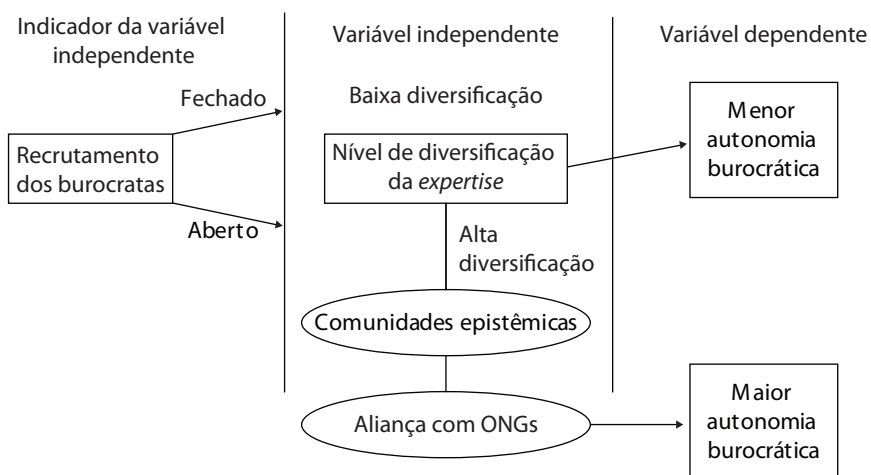 Indicador da variável
independente
Variável independente
Variável dependente
Fechado
Baixa diversificação
Recrutamento
dos burocratas
Nível de diversificação
da expertise
Menor
autonomia
burocrática
Aberto
Alta
diversificação
Comunidades epistêmicas
Aliança com ONGs
Maior
autonomia
burocrática